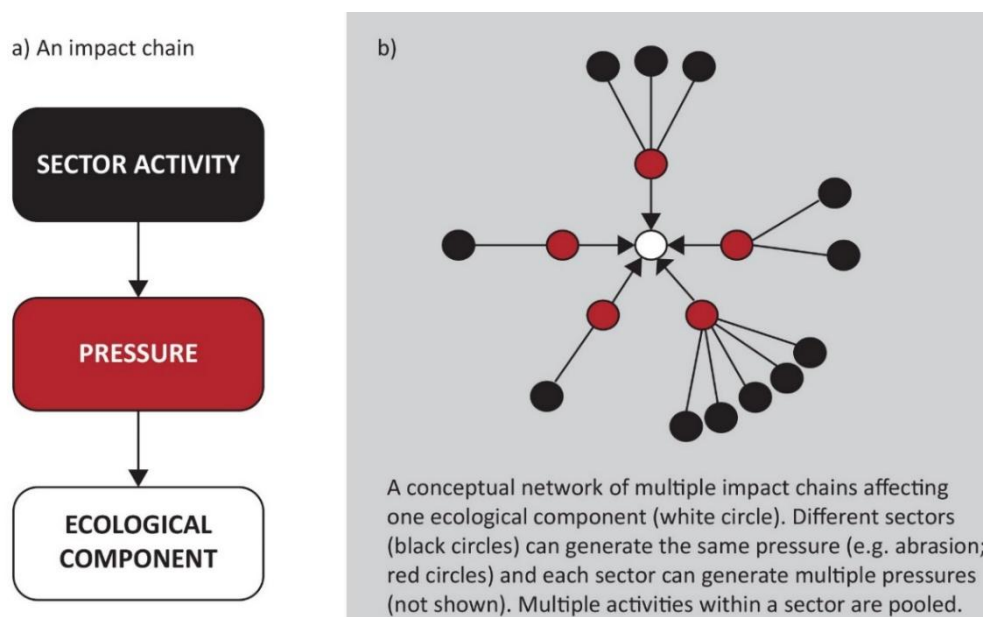 a) An impact chain
SECTOR ACTIVITY
PRESSURE
ECOLOGICAL
COMPONENT
b)
A conceptual network of multiple impact chains affecting
one ecological component (white circle). Different sectors
(black circles) can generate the same pressure (e.g. abrasion;
red circles) and each sector can generate multiple pressures
(not shown). Multiple activities within a sector are pooled.